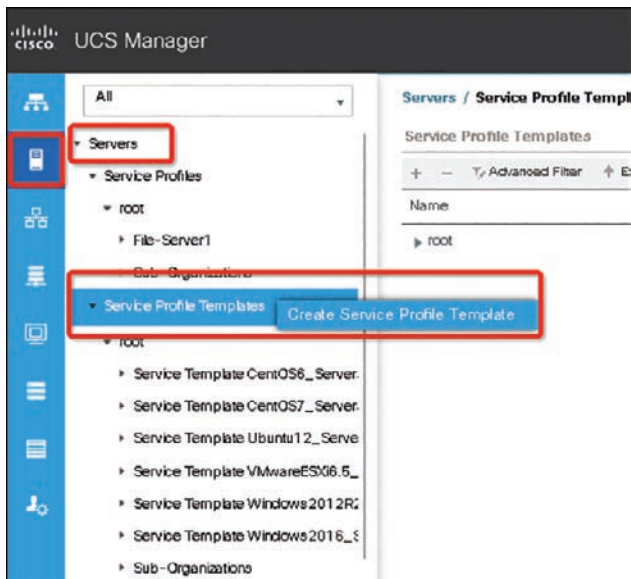 cisco UCS Manager
All
Servers / Service Profile Templ
Servers
Service Profile Templates
Service Profiles
+ — Advanced Filter Ex
root
Name
File-Server1
root
Sub-Organizations
Service Profile Templates
Create Service Profile Template
root
Service Template CentOS6_Server.
Service Template CentOS7_Server.
Service Template Ubuntu12_Serve
Service Template VMwareESXi6.5_
Service Template Windows2012R2
Service Template Windows2016_S
Sub-Organizations